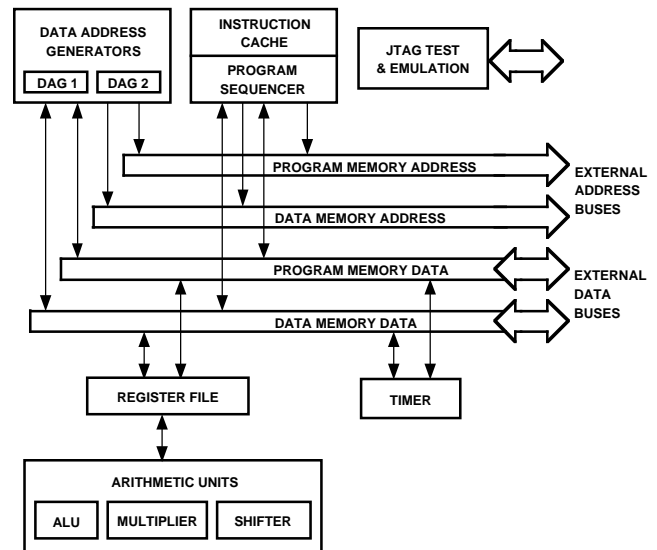 DATA ADDRESS
GENERATORS
DAG 1
DAG 2
INSTRUCTION
CACHE
PROGRAM
SEQUENCER
JTAG TEST
& EMULATION
PROGRAM MEMORY ADDRESS
DATA MEMORY ADDRESS
EXTERNAL
ADDRESS
BUSES
PROGRAM MEMORY DATA
DATA MEMORY DATA
EXTERNAL
DATA
BUSES
REGISTER FILE
TIMER
ARITHMETIC UNITS
ALU
MULTIPLIER
SHIFTER